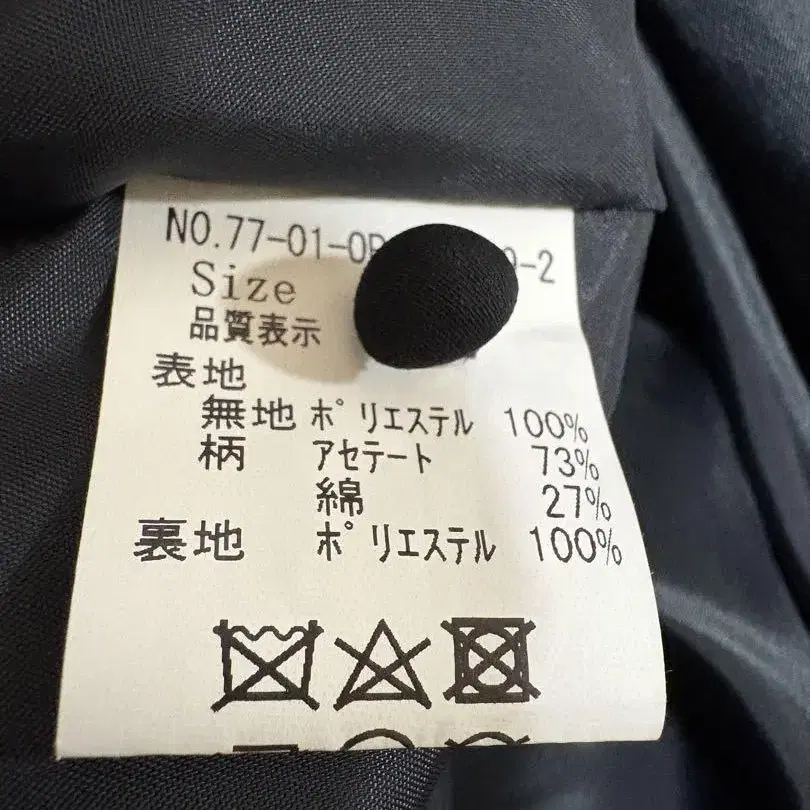 NO.77-01-0 9-2
Size
品質表示
表地
無地 ポリエステル 100%
柄 アセテート 73%
綿 27%
裏地 ポリエステル 100%